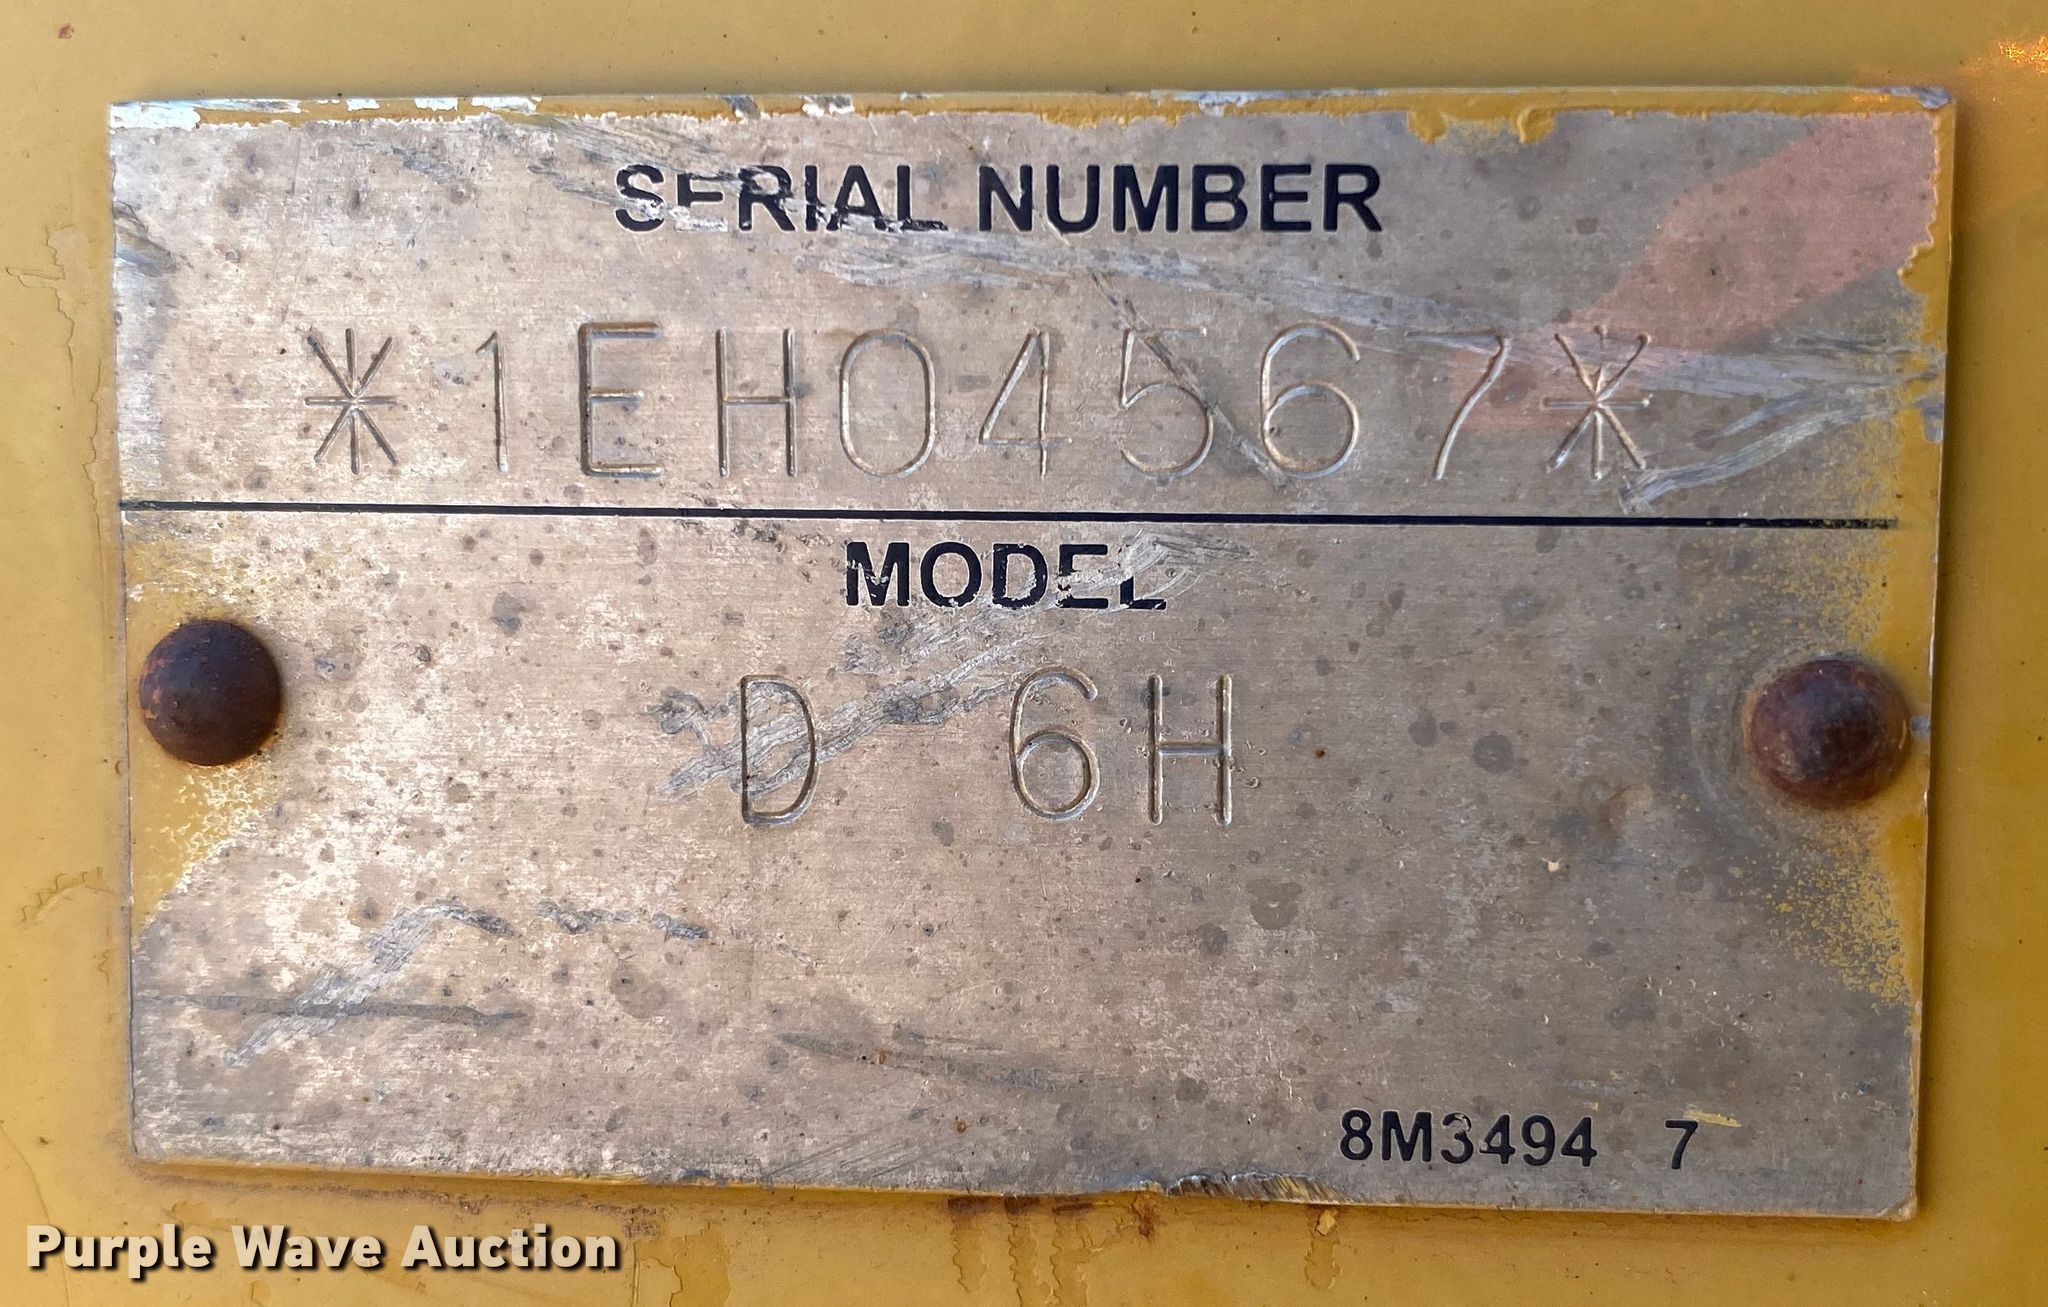 SERIAL NUMBER
*1EH04567*
MODEL
D 6H
8M3494 7
Purple Wave Auction